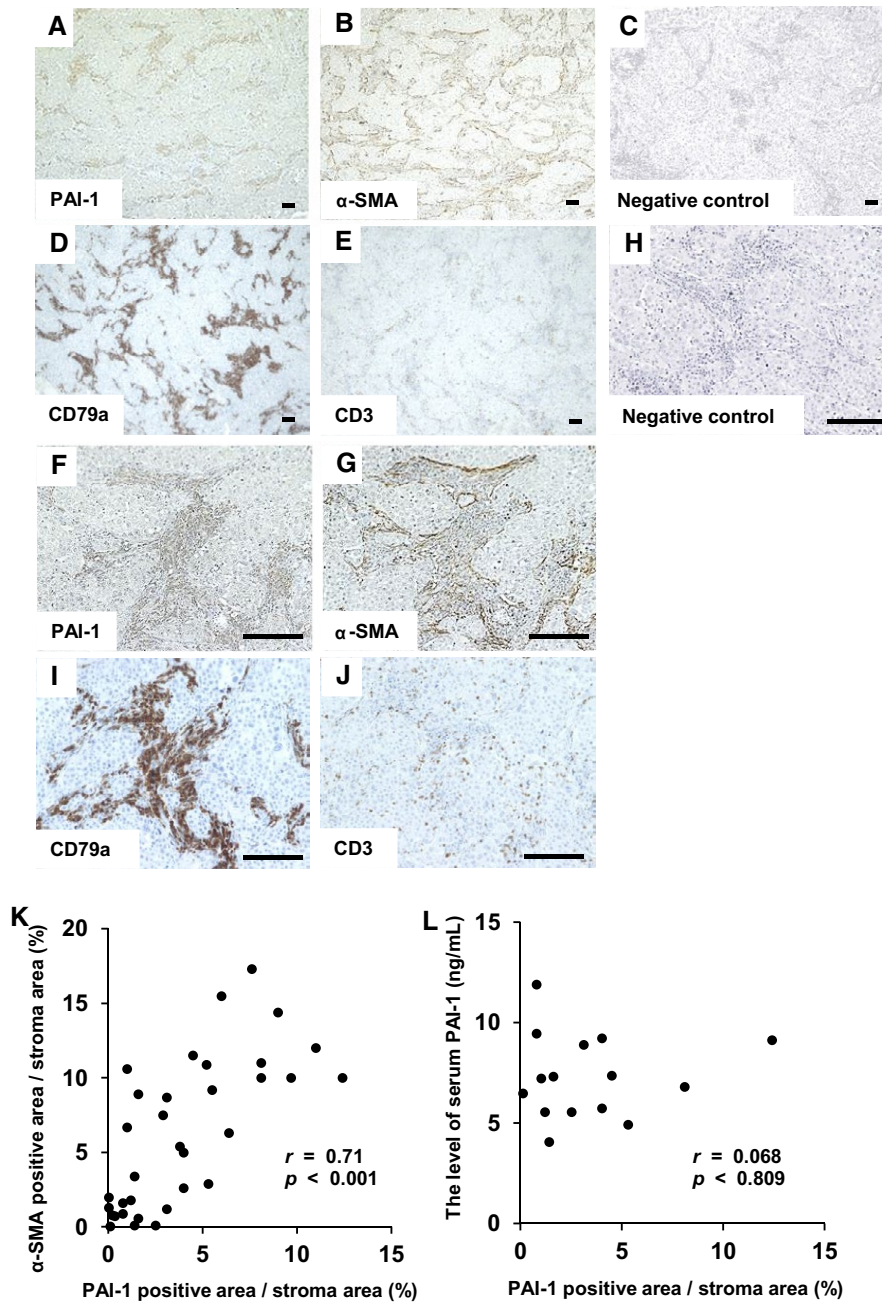 A
B
C
PAI-1
α-SMA
Negative control
D
E
H
CD79a
CD3
Negative control
F
G
PAI-1
α-SMA
I
J
CD79a
CD3
K
α-SMA positive area / stroma area (%)
20
15
10
5
0
0
5
10
15
r = 0.71
p < 0.001
PAI-1 positive area / stroma area (%)
L
The level of serum PAI-1 (ng/mL)
15
10
5
0
0
5
10
15
r = 0.068
p < 0.809
PAI-1 positive area / stroma area (%)